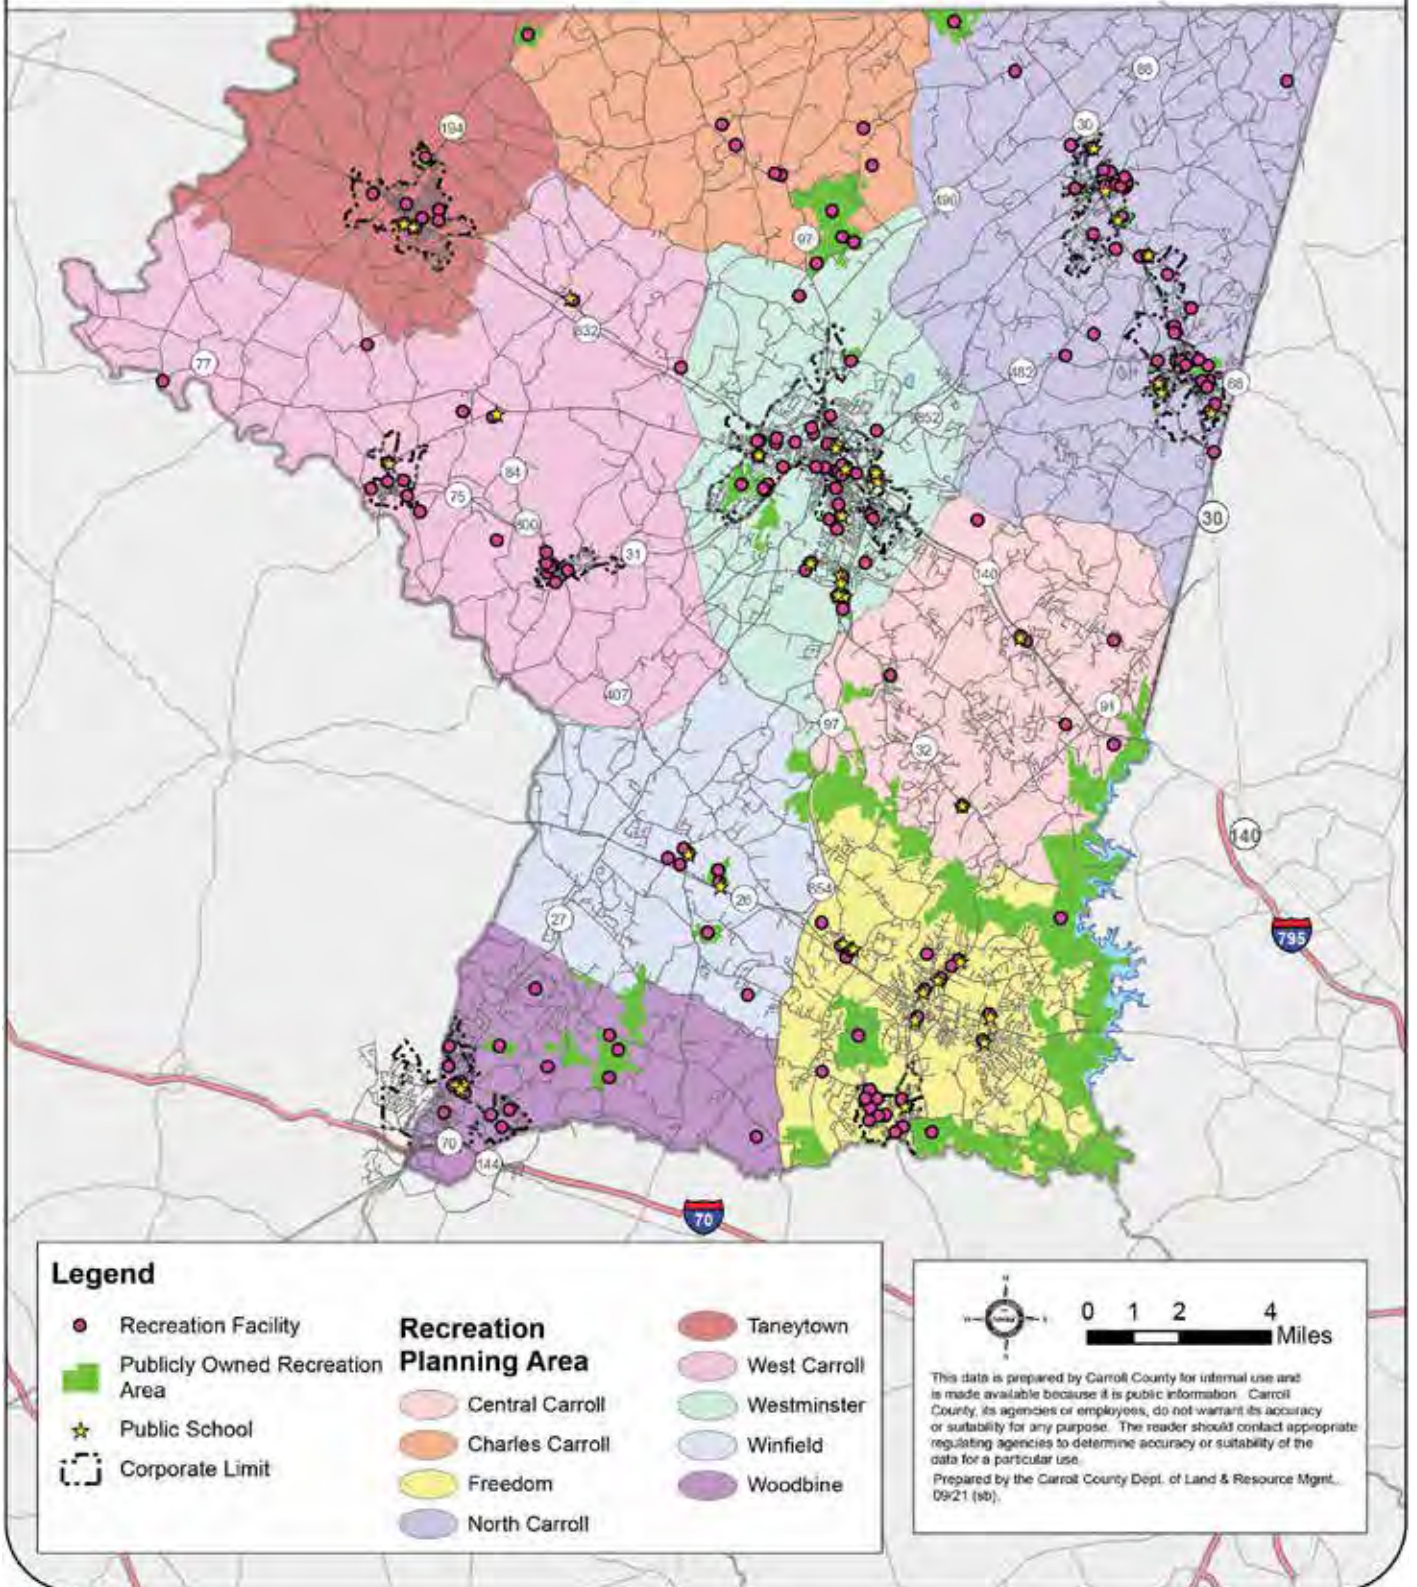 194
30
86
496
97
832
77
482
86
852
84
75
800
31
30
140
407
97
91
32
140
854
26
27
795
70
144
70
Legend
Recreation Facility
Publicly Owned Recreation
Area
Public School
Corporate Limit
Recreation
Planning Area
Central Carroll
Charles Carroll
Freedom
North Carroll
Taneytown
West Carroll
Westminster
Winfield
Woodbine
0 1 2 4
Miles
This data is prepared by Carroll County for internal use and
is made available because it is public information. Carroll
County, its agencies or employees, do not warrant its accuracy
or suitability for any purpose. The reader should contact appropriate
regulating agencies to determine accuracy or suitability of the
data for a particular use.
Prepared by the Carroll County Dept. of Land & Resource Mgmt.,
09/21 (sb).